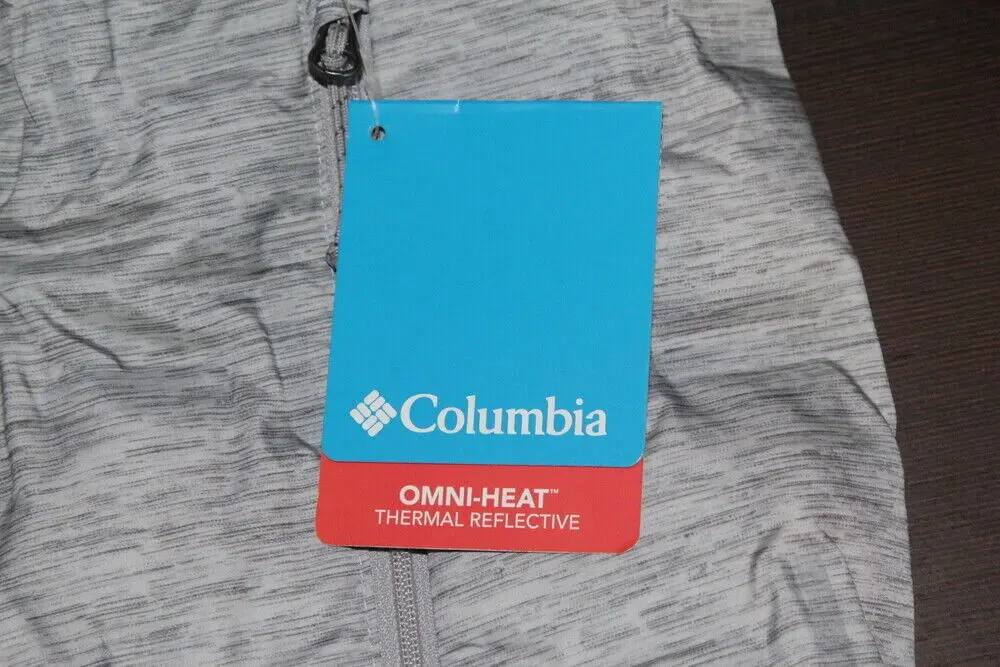 Columbia
OMNI-HEAT™
THERMAL REFLECTIVE